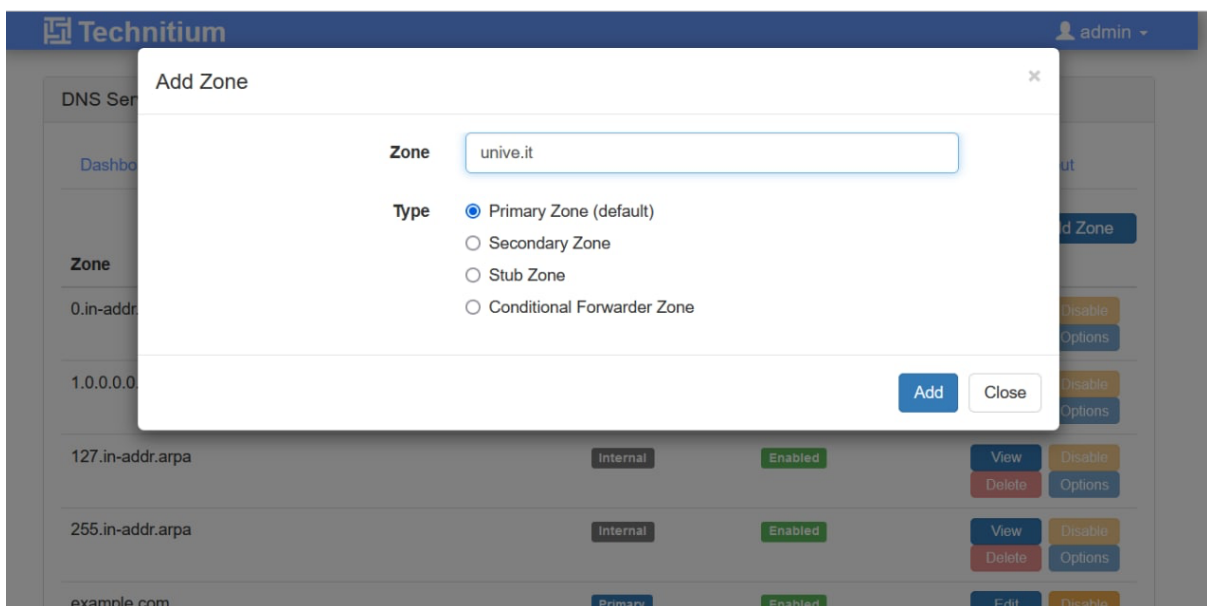 Technitium
admin
Add Zone
×
DNS Ser
Zone
unive.it
Dashbo
ut
Type
Primary Zone (default)
d Zone
Secondary Zone
Zone
Stub Zone
0.in-addr.
Conditional Forwarder Zone
Disable
Options
1.0.0.0.0.
Add
Close
Disable
Options
127.in-addr.arpa
Internal
Enabled
View
Disable
Delete
Options
255.in-addr.arpa
Internal
Enabled
View
Disable
Delete
Options
example.com
Primary
Enabled
Edit
Disable